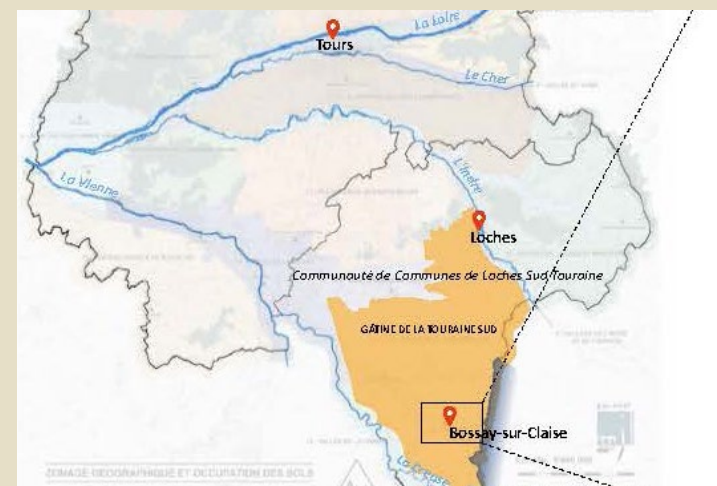 La Loire
Tours
Le Cher
La Vienne
L'Indre
Loches
Communauté de Communes de Loches Sud Touraine
GÂTINE DE LA TOURAINE SUD
Bossay-sur-Claise
La Creuse
ZONAGE GEOGRAPHIQUE ET OCCUPATION DES SOLS